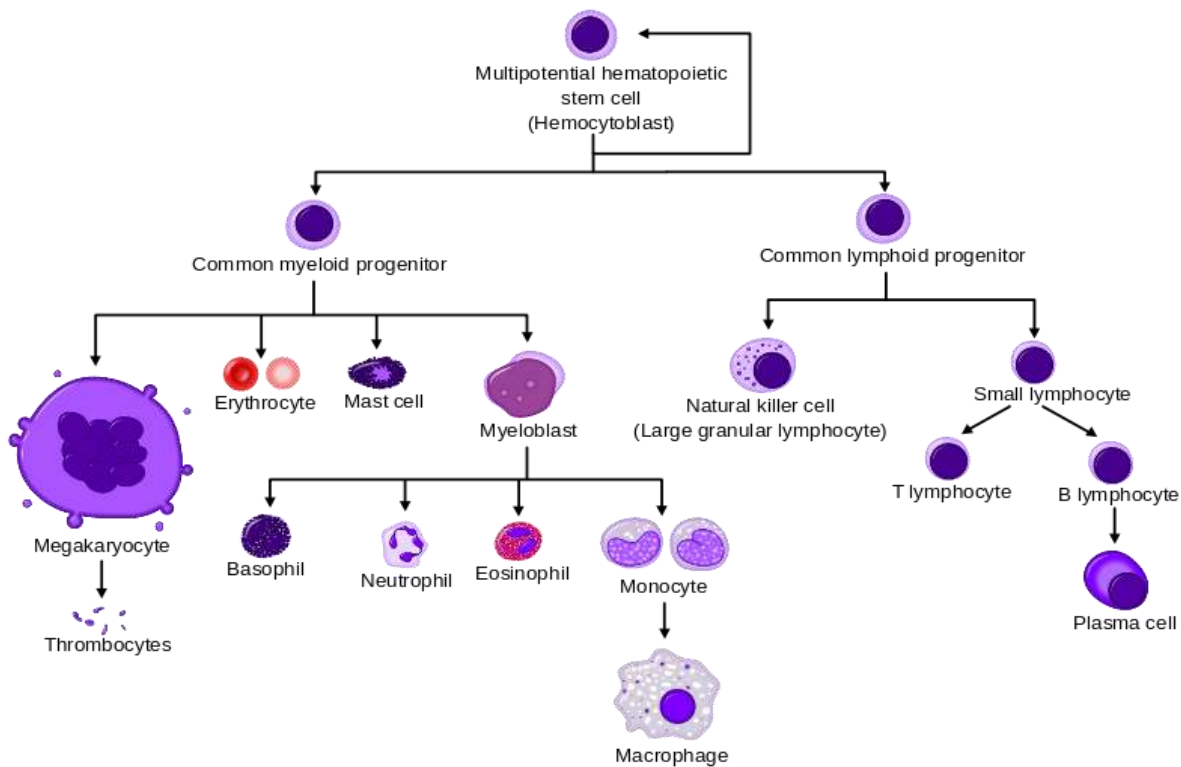 Multipotential hematopoietic
stem cell
(Hemocytoblast)
Common myeloid progenitor
Common lymphoid progenitor
Erythrocyte
Mast cell
Myeloblast
Natural killer cell
(Large granular lymphocyte)
Small lymphocyte
T lymphocyte
B lymphocyte
Megakaryocyte
Basophil
Neutrophil
Eosinophil
Monocyte
Plasma cell
Thrombocytes
Macrophage